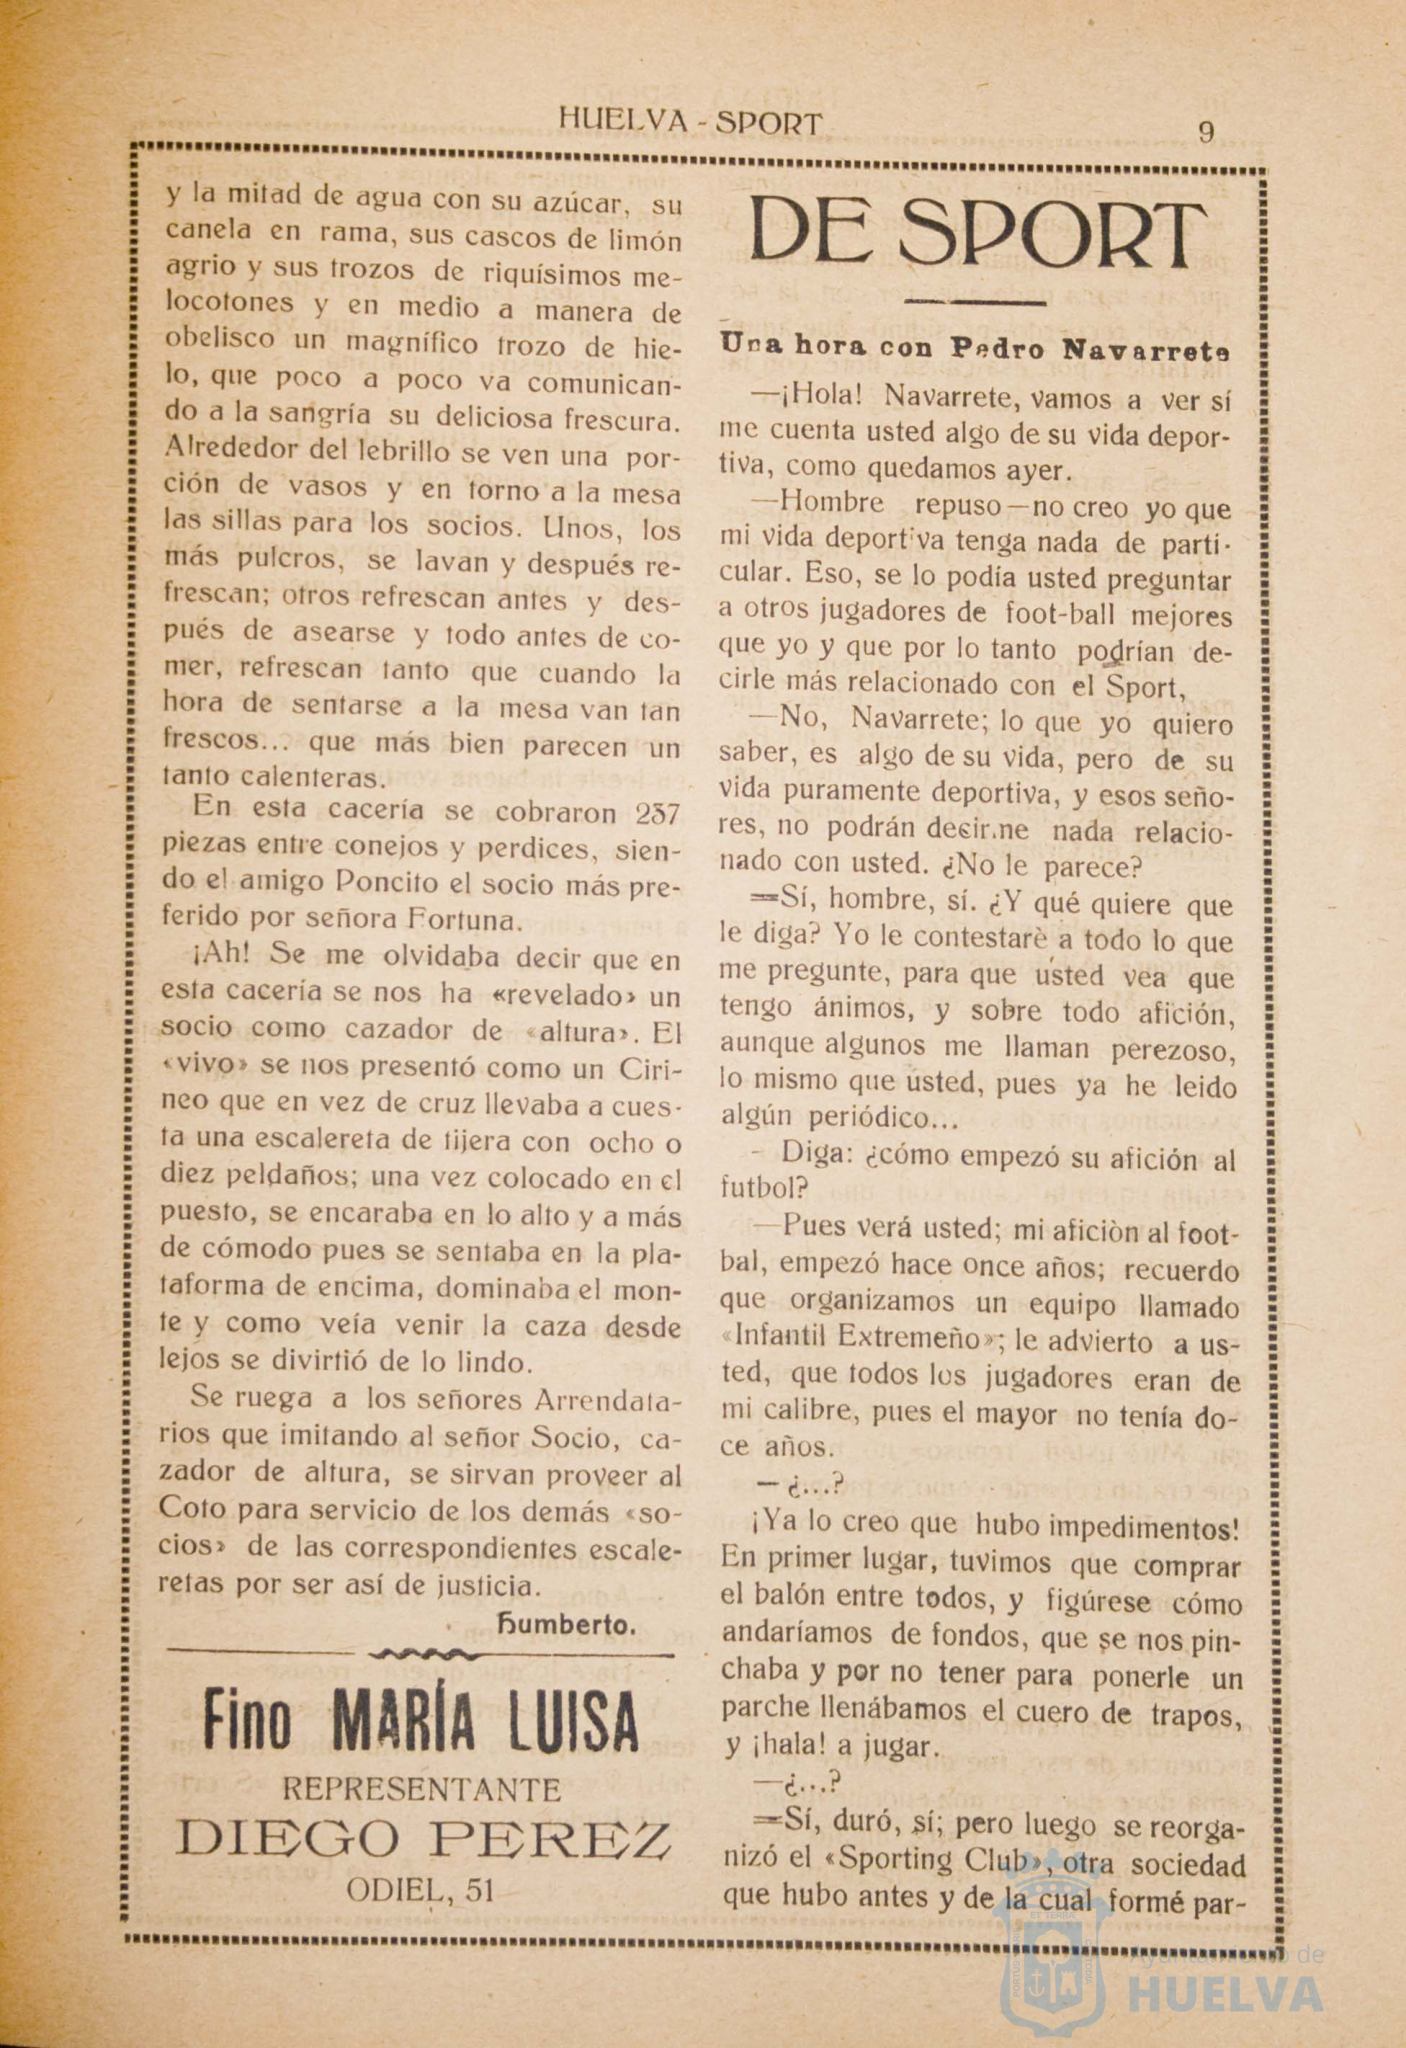 HUELVA - SPORT
9
y la mitad de agua con su azúcar, su
canela en rama, sus cascos de limón
agrio y sus trozos de riquísimos me-
locotones y en medio a manera de
obelisco un magnífico trozo de hie-
lo, que poco a poco va comunican-
do a la sangría su deliciosa frescura.
Alrededor del lebrillo se ven una por-
ción de vasos y en torno a la mesa
las sillas para los socios. Unos, los
más pulcros, se lavan y después re-
frescan; otros refrescan antes y des-
pués de asearse y todo antes de co-
mer, refrescan tanto que cuando la
hora de sentarse a la mesa van tan
frescos... que más bien parecen un
tanto calenteras.
En esta cacería se cobraron 237
piezas entre conejos y perdices, sien-
do el amigo Poncito el socio más pre-
ferido por señora Fortuna.
¡Ah! Se me olvidaba decir que en
esta cacería se nos ha «revelado» un
socio como cazador de «altura». El
«vivo» se nos presentó como un Ciri-
neo que en vez de cruz llevaba a cues-
ta una escalereta de tijera con ocho o
diez peldaños; una vez colocado en el
puesto, se encaraba en lo alto y a más
de cómodo pues se sentaba en la pla-
taforma de encima, dominaba el mon-
te y como veía venir la caza desde
lejos se divirtió de lo lindo.
Se ruega a los señores Arrendata-
rios que imitando al señor Socio, ca-
zador de altura, se sirvan proveer al
Coto para servicio de los demás «so-
cios» de las correspondientes escale-
retas por ser así de justicia.
Humberto.
Fino MARÍA LUISA
REPRESENTANTE
DIEGO PEREZ
ODIEL, 51
DE SPORT
Una hora con Pedro Navarrete
—¡Hola! Navarrete, vamos a ver sí
me cuenta usted algo de su vida depor-
tiva, como quedamos ayer.
—Hombre repuso—no creo yo que
mi vida deportiva tenga nada de parti-
cular. Eso, se lo podía usted preguntar
a otros jugadores de foot-ball mejores
que yo y que por lo tanto podrían de-
cirle más relacionado con el Sport,
—No, Navarrete; lo que yo quiero
saber, es algo de su vida, pero de su
vida puramente deportiva, y esos seño-
res, no podrán decirme nada relacio-
nado con usted. ¿No le parece?
=Sí, hombre, sí. ¿Y qué quiere que
le diga? Yo le contestarè a todo lo que
me pregunte, para que usted vea que
tengo ánimos, y sobre todo afición,
aunque algunos me llaman perezoso,
lo mismo que usted, pues ya he leido
algún periódico...
- Diga: ¿cómo empezó su afición al
futbol?
—Pues verá usted; mi aficiòn al foot-
bal, empezó hace once años; recuerdo
que organizamos un equipo llamado
«Infantil Extremeño»; le advierto a us-
ted, que todos los jugadores eran de
mi calibre, pues el mayor no tenía do-
ce años.
— ¿...?
¡Ya lo creo que hubo impedimentos!
En primer lugar, tuvimos que comprar
el balón entre todos, y figúrese cómo
andaríamos de fondos, que se nos pin-
chaba y por no tener para ponerle un
parche llenábamos el cuero de trapos,
y ¡hala! a jugar.
—¿...?
=Sí, duró, sí; pero luego se reorga-
nizó el «Sporting Club», otra sociedad
que hubo antes y de la cual formé par-
Ayuntamiento de
HUELVA